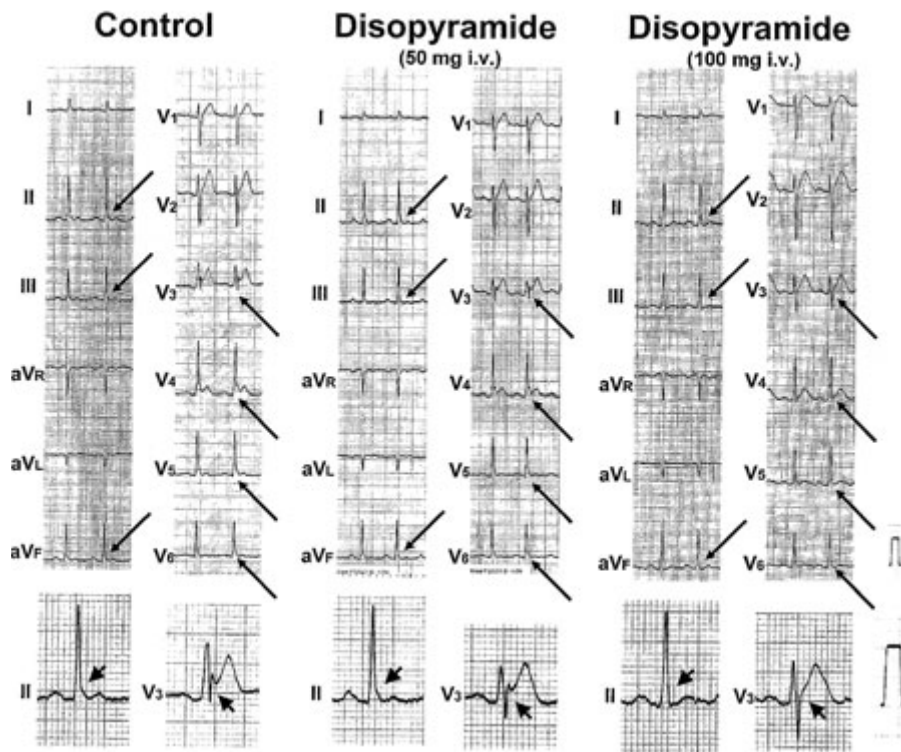 Control
I
II
III
aVR
aVL
aVF
V1
V2
V3
V4
V5
V6
II
V3
Disopyramide
(50 mg i.v.)
I
II
III
aVR
aVL
aVF
V1
V2
V3
V4
V5
V6
II
V3
Disopyramide
(100 mg i.v.)
I
II
III
aVR
aVL
aVF
V1
V2
V3
V4
V5
V6
II
V3